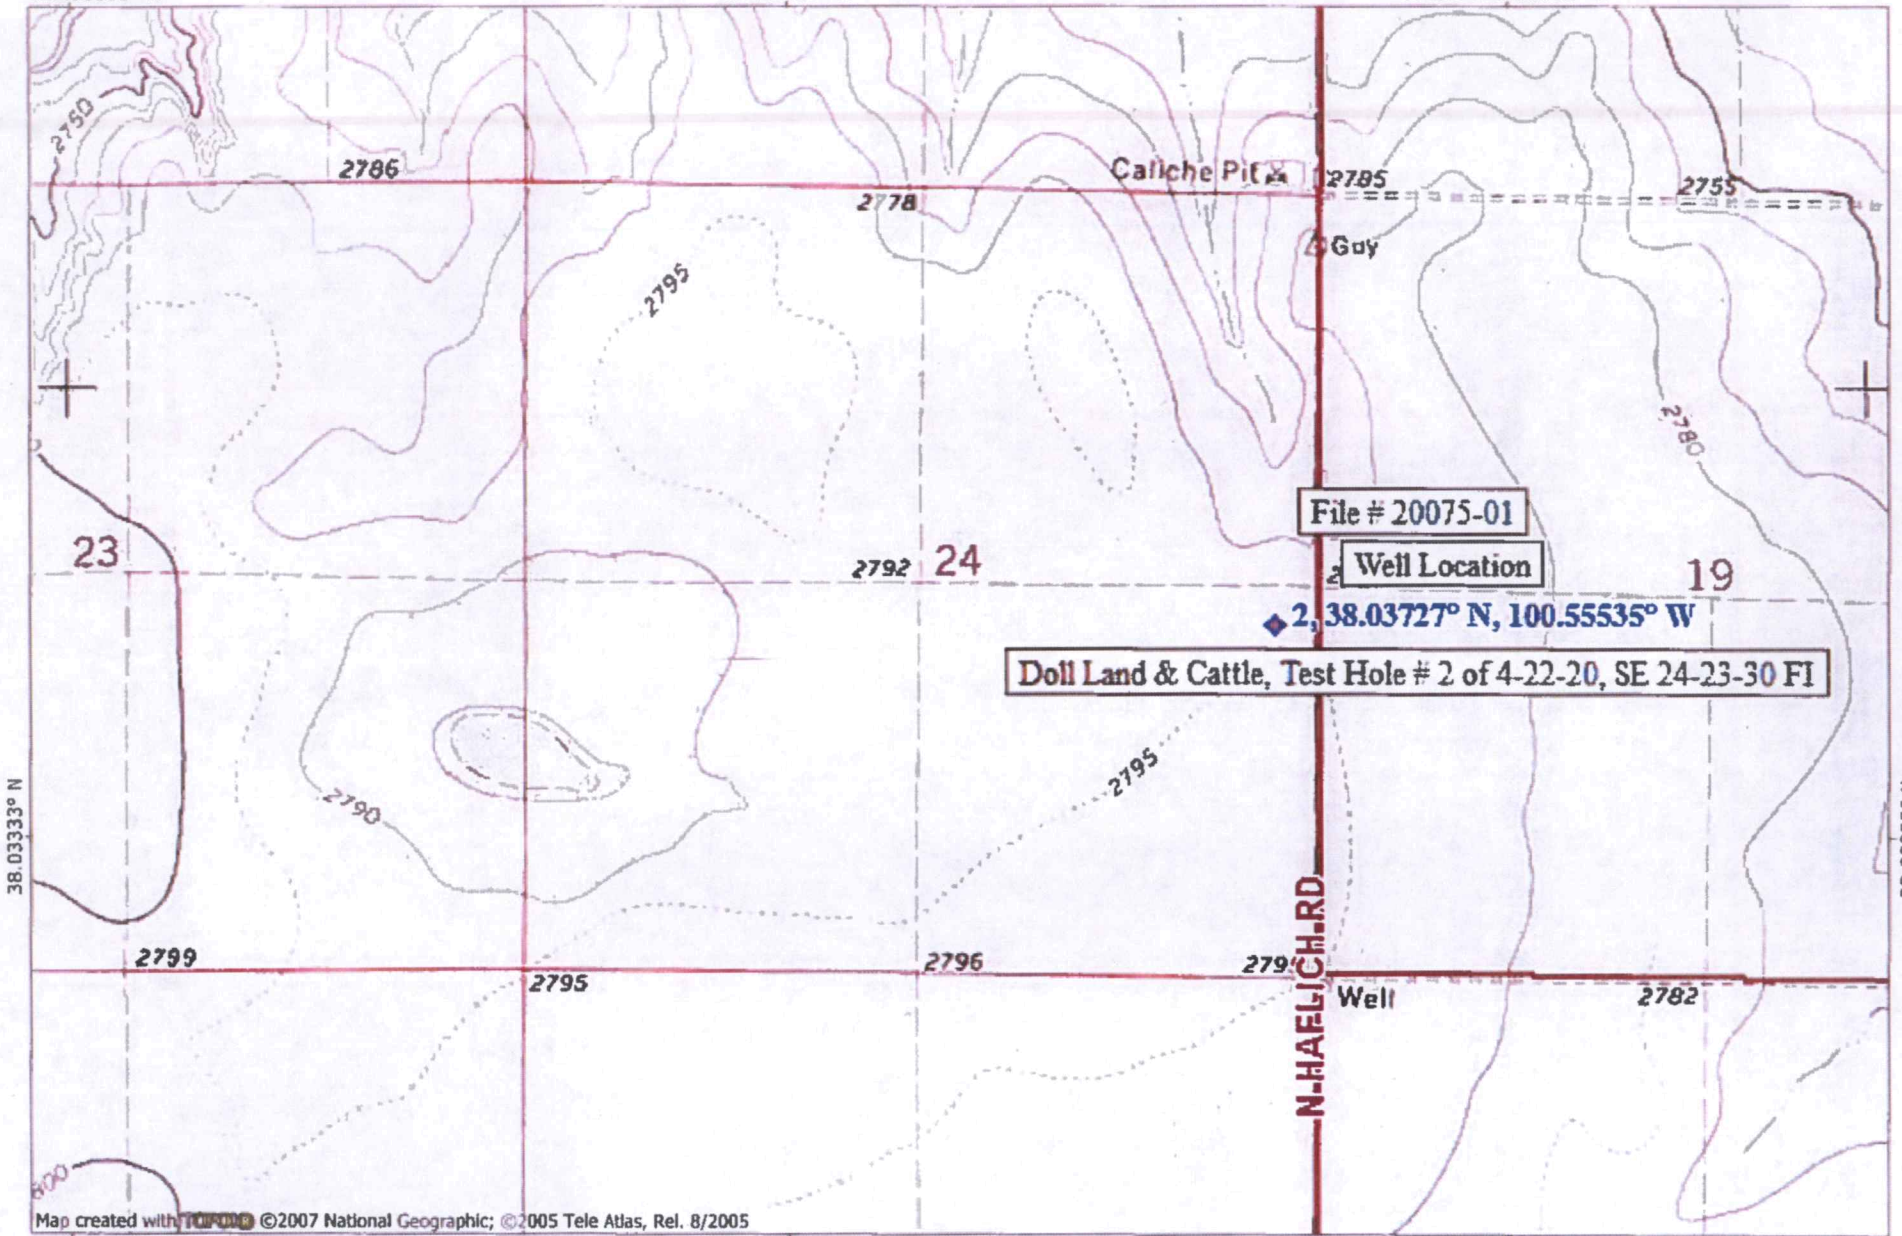 2750
2786
Caliche Pit
2785
2755
2778
Guy
2795
2780
File # 20075-01
23
2792
24
Well Location
19
2, 38.03727° N, 100.55535° W
Doll Land & Cattle, Test Hole # 2 of 4-22-20, SE 24-23-30 FI
2795
2790
38.03333° N
N HAELICH RD
2799
2795
2796
279
Well
2782
800
Map created with TOPO!® ©2007 National Geographic; ©2005 Tele Atlas, Rel. 8/2005